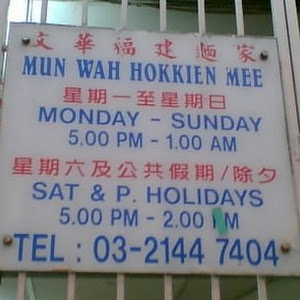 文華福建麵家
MUN WAH HOKKIEN MEE
星期一至星期日
MONDAY - SUNDAY
5.00 PM - 1.00 AM
星期六及公共假期/除夕
SAT & P. HOLIDAYS
5.00 PM - 2.00 M
TEL : 03-2144 7404